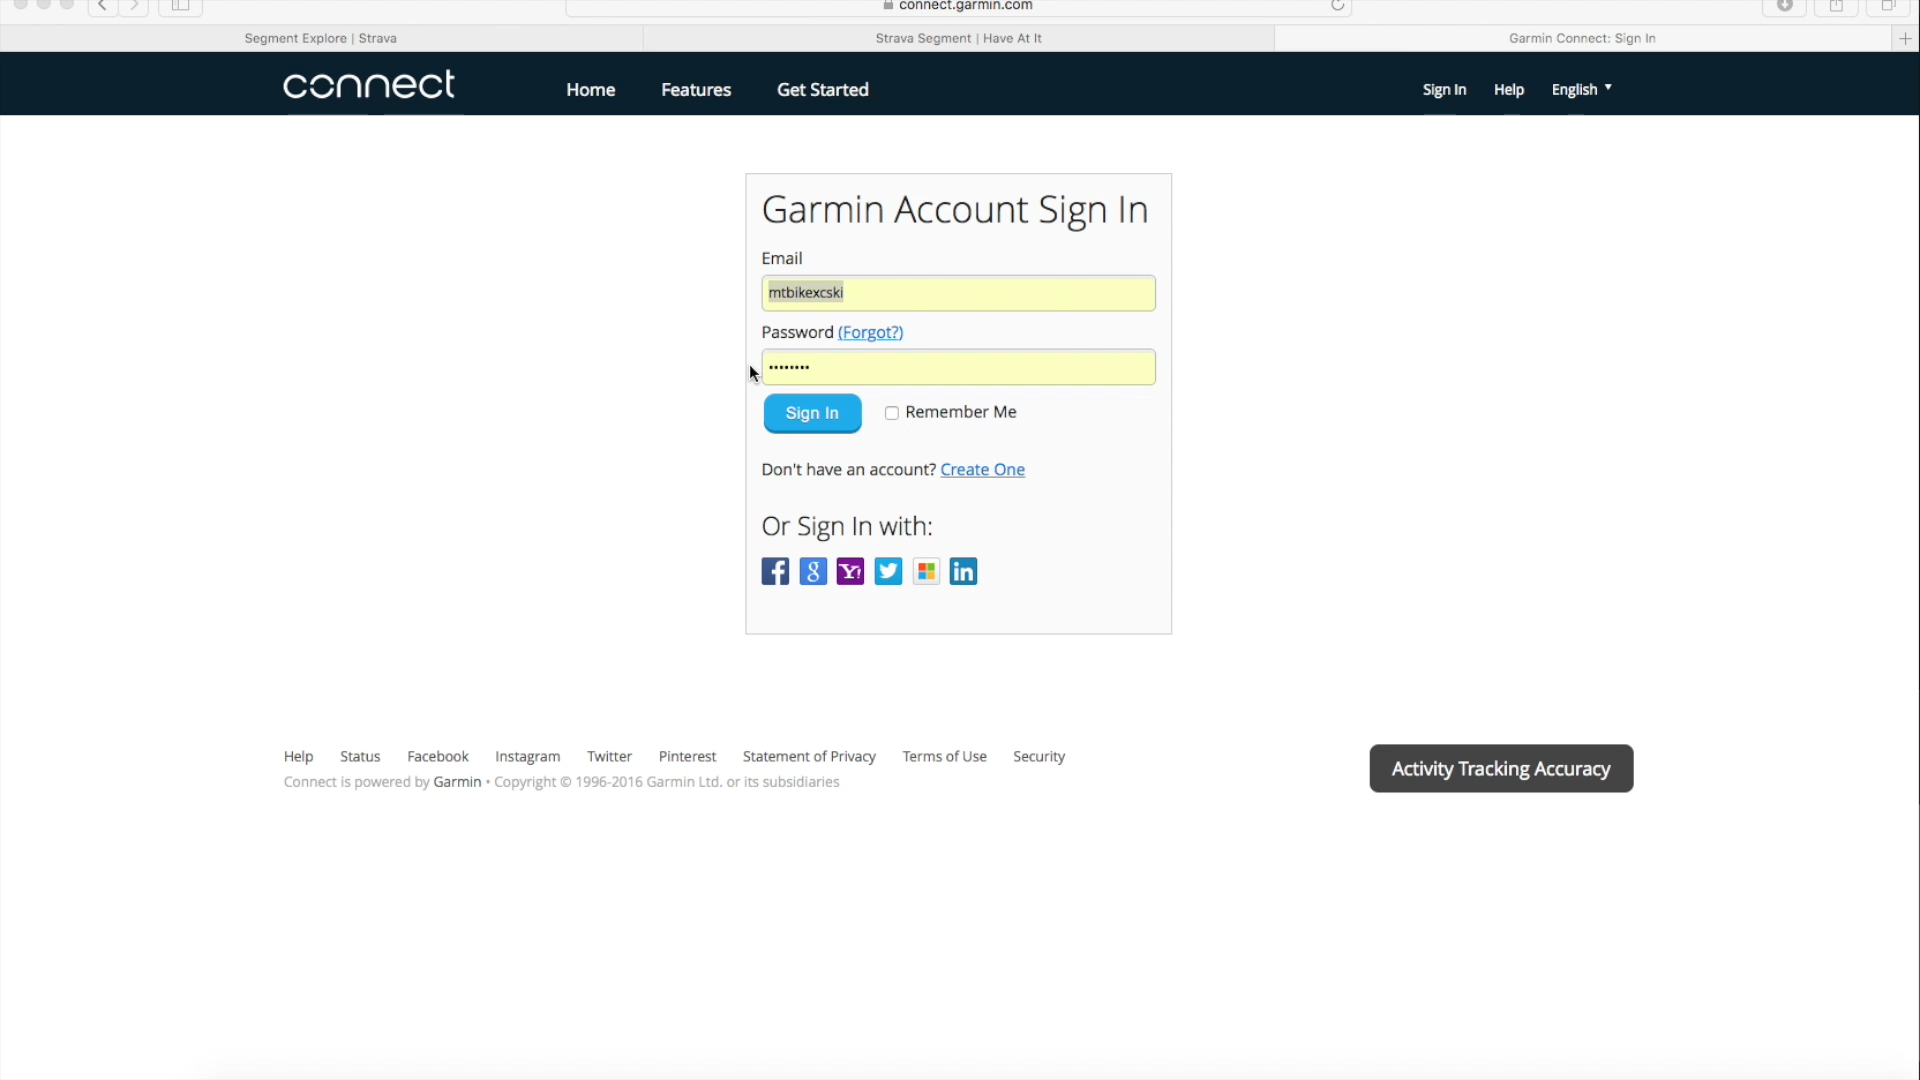 connect.garmin.com
Segment Explore | Strava
Strava Segment | Have At It
Garmin Connect: Sign In
connect
Home
Features
Get Started
Sign In
Help
English
Garmin Account Sign In
Email
mtbikexcski
Password (Forgot?)
••••••••
Sign In
Remember Me
Don't have an account? Create One
Or Sign In with:
Help
Status
Facebook
Instagram
Twitter
Pinterest
Statement of Privacy
Terms of Use
Security
Connect is powered by Garmin • Copyright © 1996-2016 Garmin Ltd. or its subsidiaries
Activity Tracking Accuracy